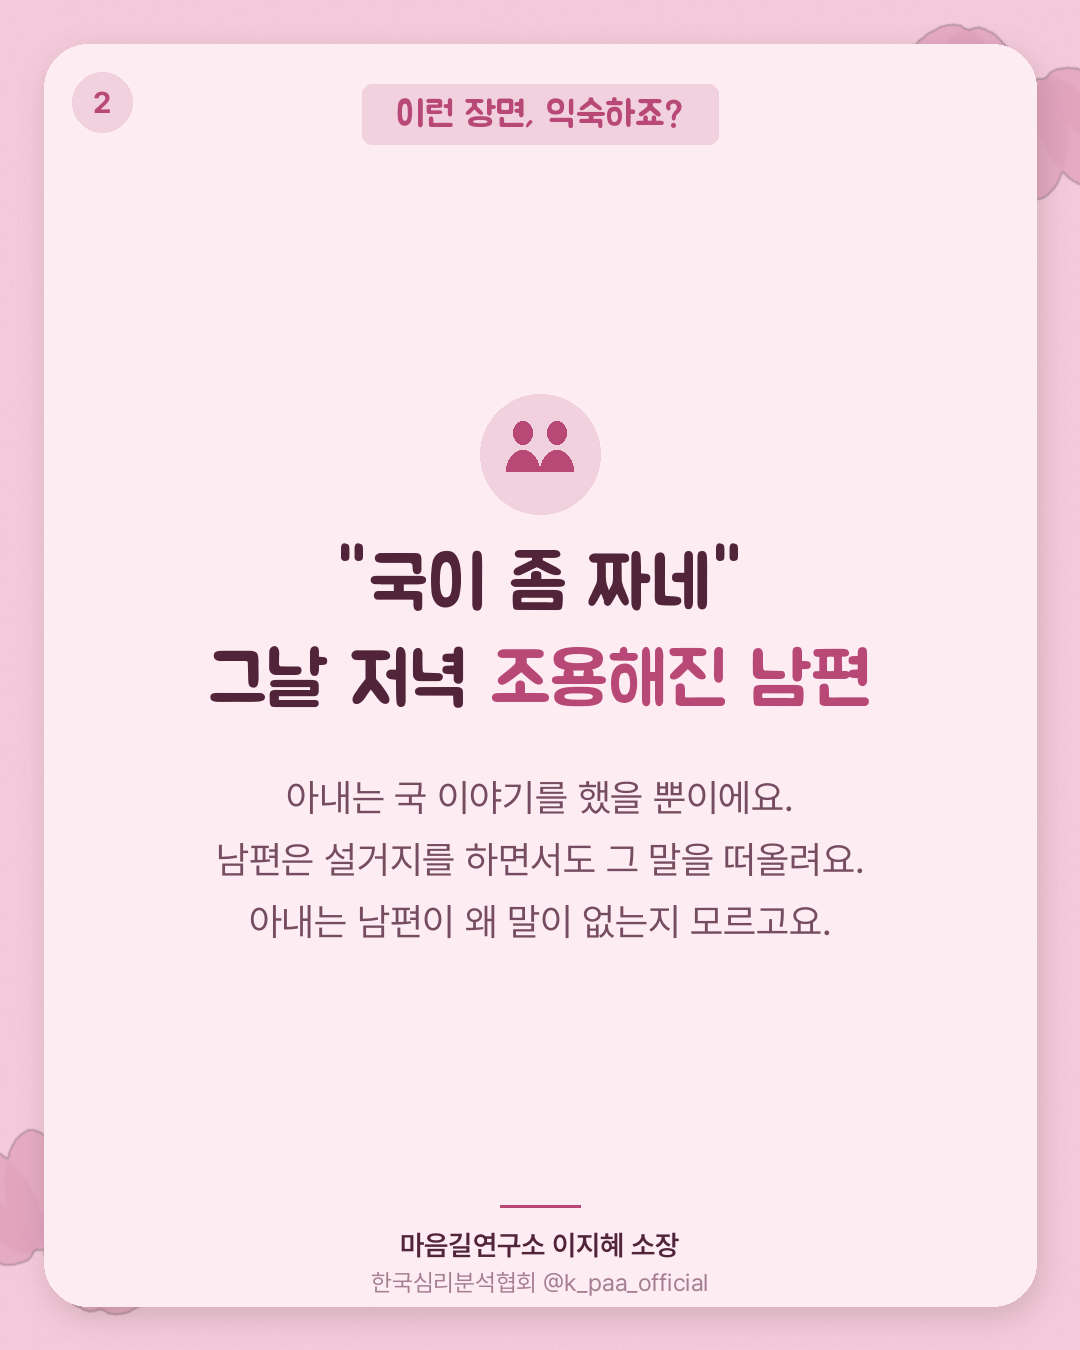 2
이런 장면, 익숙하죠?
"국이 좀 짜네"
그날 저녁 조용해진 남편
아내는 국 이야기를 했을 뿐이에요.
남편은 설거지를 하면서도 그 말을 떠올려요.
아내는 남편이 왜 말이 없는지 모르고요.
마음길연구소 이지혜 소장
한국심리분석협회 @k_paa_official